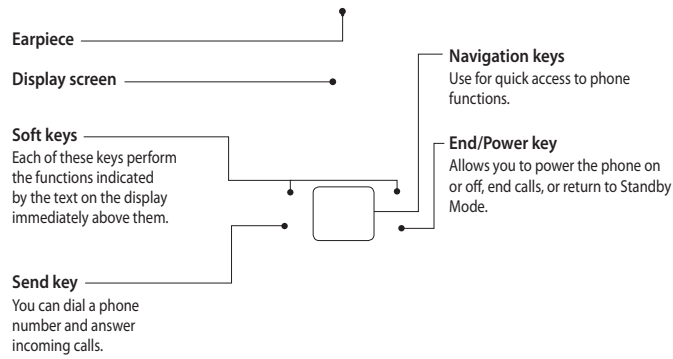 Earpiece
Display screen
Soft keys
Each of these keys perform
the functions indicated
by the text on the display
immediately above them.
Send key
You can dial a phone
number and answer
incoming calls.
Navigation keys
Use for quick access to phone
functions.
End/Power key
Allows you to power the phone on
or off, end calls, or return to Standby
Mode.